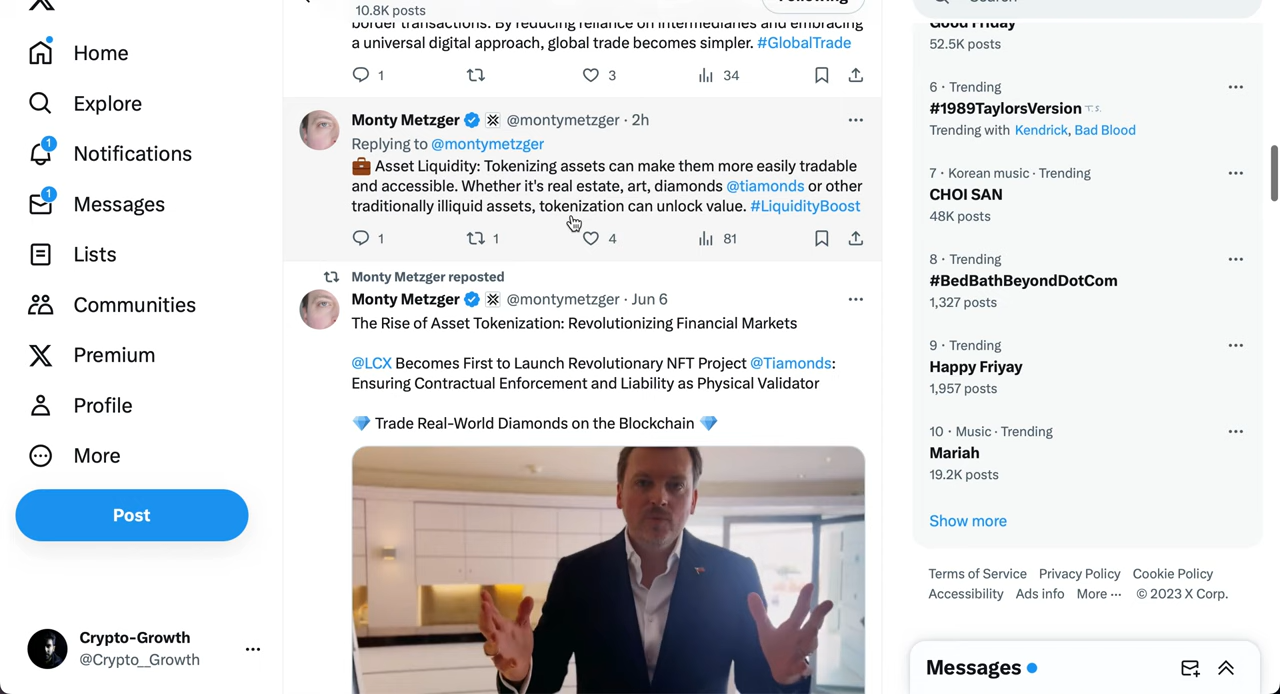 Home
Explore
1
Notifications
1
Messages
Lists
Communities
Premium
Profile
More
Post
Crypto-Growth
@Crypto__Growth
10.8K posts
Following
border transactions. By reducing reliance on intermediaries and embracing
a universal digital approach, global trade becomes simpler. #GlobalTrade
1 3 34
Monty Metzger @montymetzger · 2h
Replying to @montymetzger
💼 Asset Liquidity: Tokenizing assets can make them more easily tradable
and accessible. Whether it's real estate, art, diamonds @tiamonds or other
traditionally illiquid assets, tokenization can unlock value. #LiquidityBoost
1 1 4 81
Monty Metzger reposted
Monty Metzger @montymetzger · Jun 6
The Rise of Asset Tokenization: Revolutionizing Financial Markets
@LCX Becomes First to Launch Revolutionary NFT Project @Tiamonds:
Ensuring Contractual Enforcement and Liability as Physical Validator
💎 Trade Real-World Diamonds on the Blockchain 💎
Good Friday
52.5K posts
6 · Trending
#1989TaylorsVersion T.S.
Trending with Kendrick, Bad Blood
7 · Korean music · Trending
CHOI SAN
48K posts
8 · Trending
#BedBathBeyondDotCom
1,327 posts
9 · Trending
Happy Friyay
1,957 posts
10 · Music · Trending
Mariah
19.2K posts
Show more
Terms of Service Privacy Policy Cookie Policy
Accessibility Ads info More ··· © 2023 X Corp.
Messages